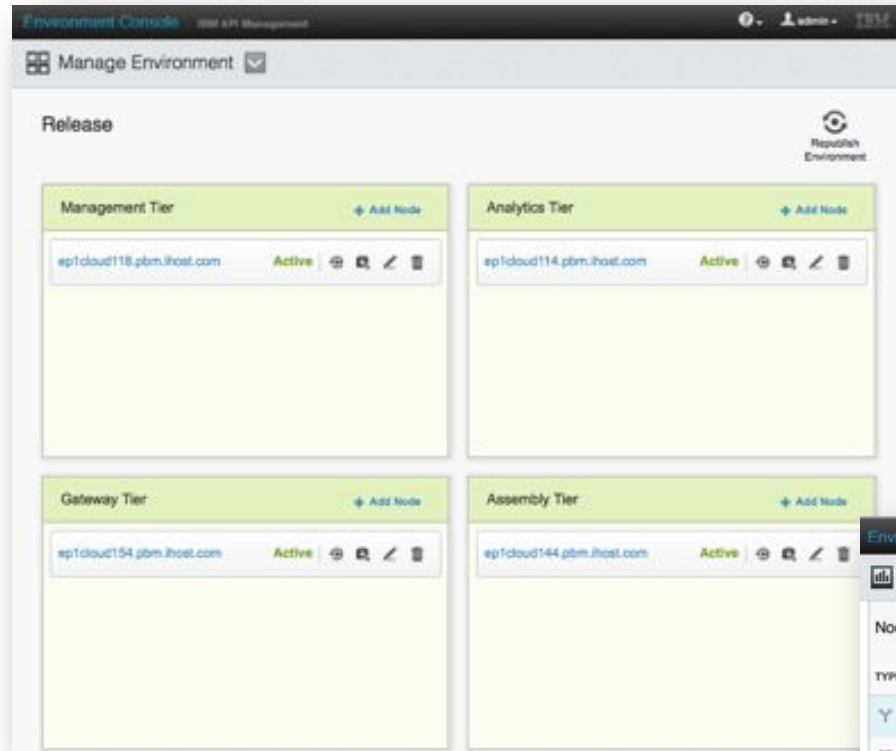 Environment Console IBM API Management admin IBM
Manage Environment
Release
Republish
Environment
Management Tier + Add Node
ep1cloud118.pbm.ihost.com Active
Analytics Tier + Add Node
ep1cloud114.pbm.ihost.com Active
Gateway Tier + Add Node
ep1cloud154.pbm.ihost.com Active
Assembly Tier + Add Node
ep1cloud144.pbm.ihost.com Active